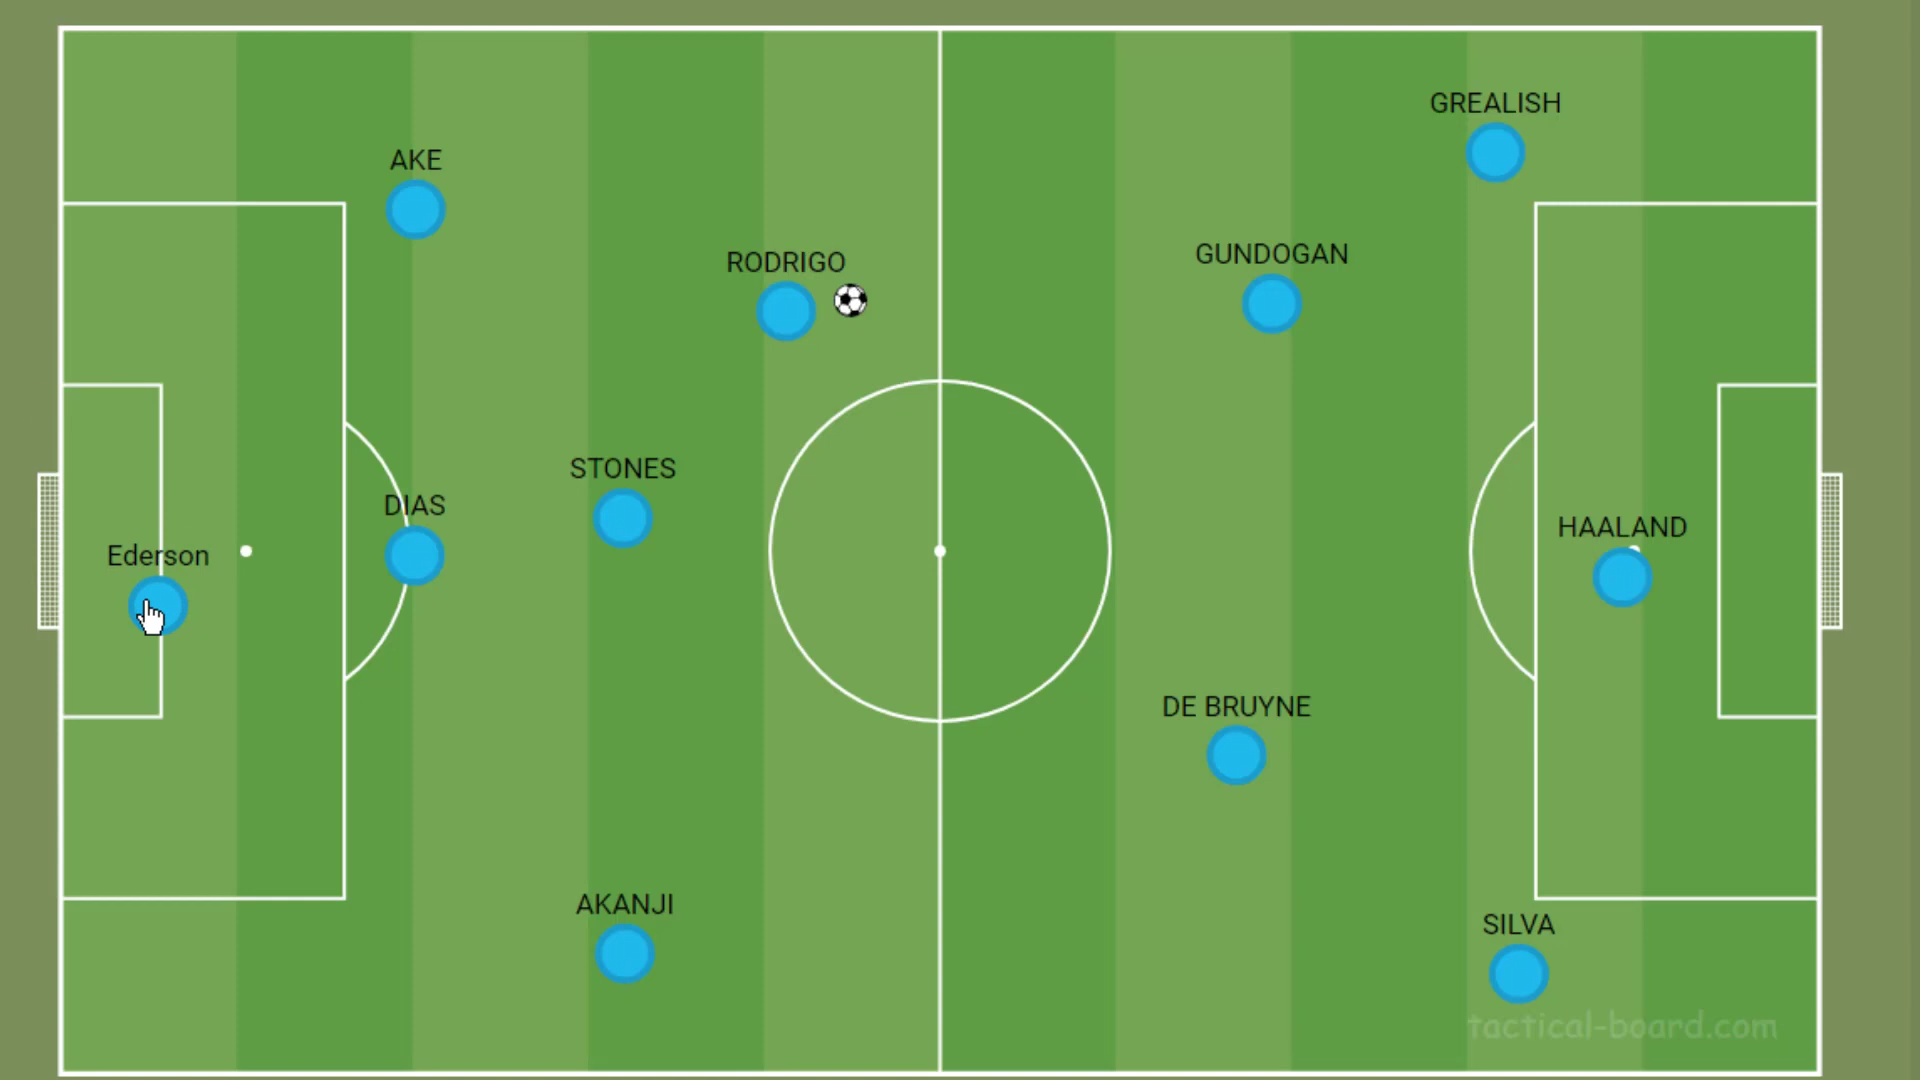 GREALISH
AKE
GUNDOGAN
RODRIGO
STONES
DIAS
HAALAND
Ederson
DE BRUYNE
AKANJI
SILVA
tactical-board.com